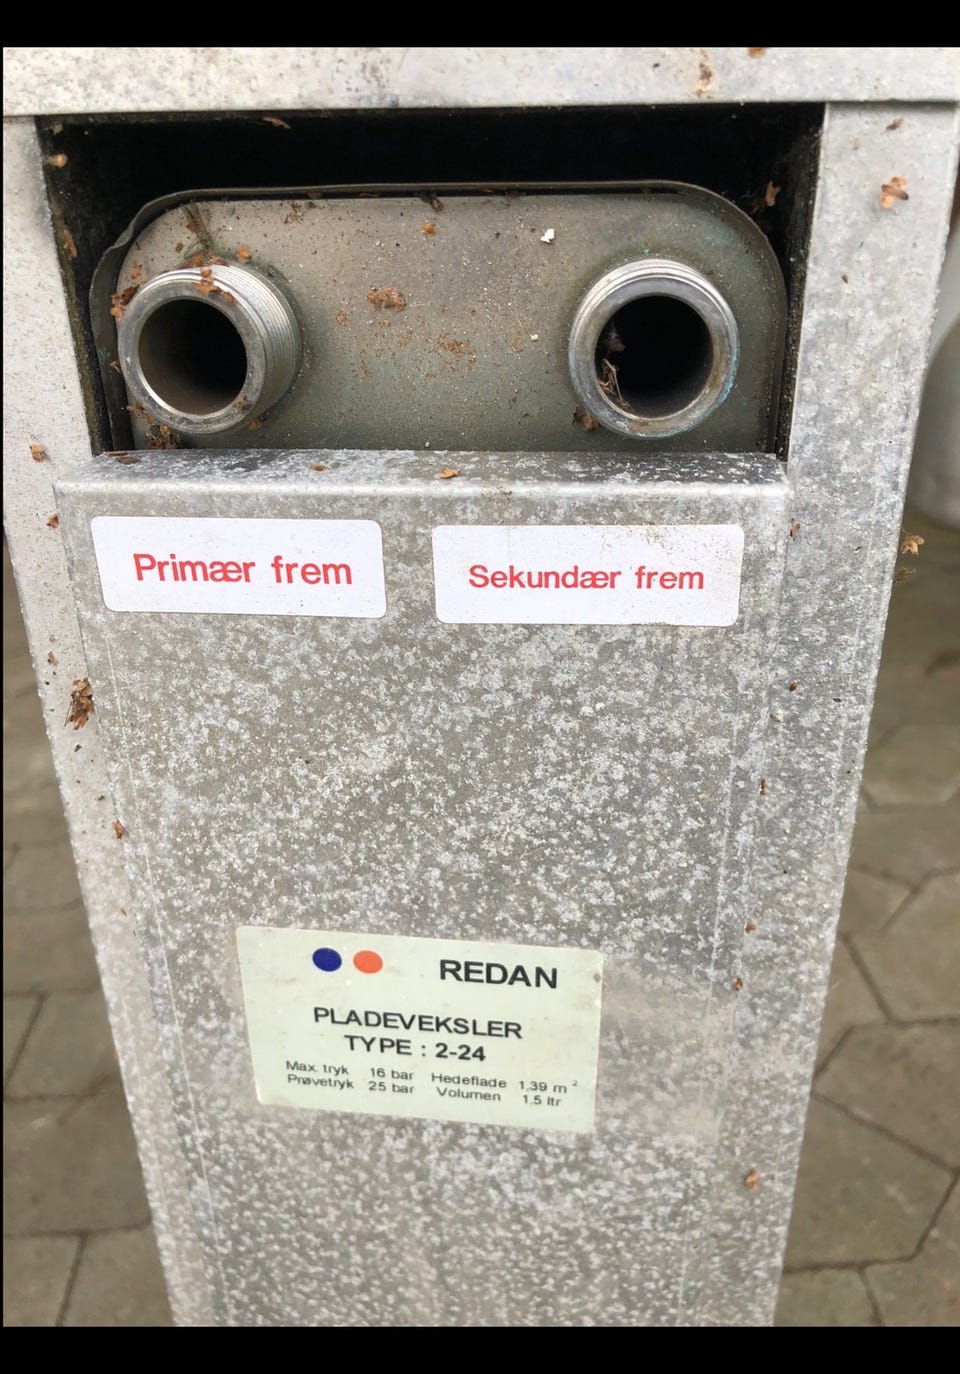 Primær frem
Sekundær frem
REDAN
PLADEVEKSLER
TYPE : 2-24
Max. tryk 16 bar Hedeflade 1,39 m ²
Prøvetryk 25 bar Volumen 1,5 ltr